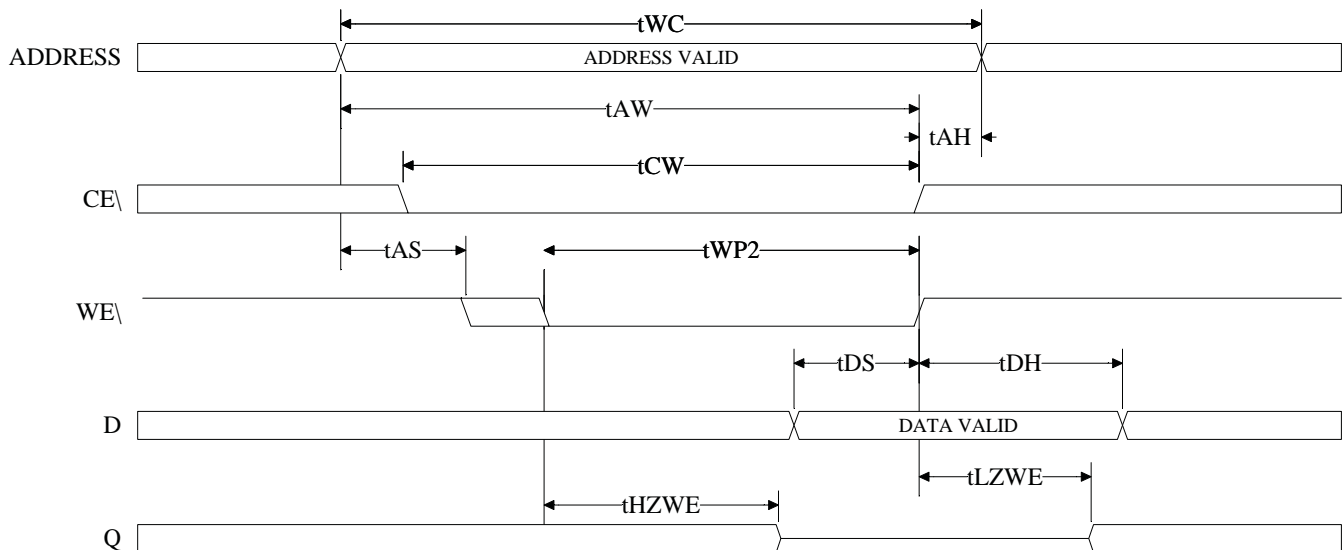 tWC
ADDRESS ADDRESS VALID
tAW
tAH
tCW
CE\
tAS tWP2
WE\
tDS tDH
D DATA VALID
tLZWE
tHZWE
Q